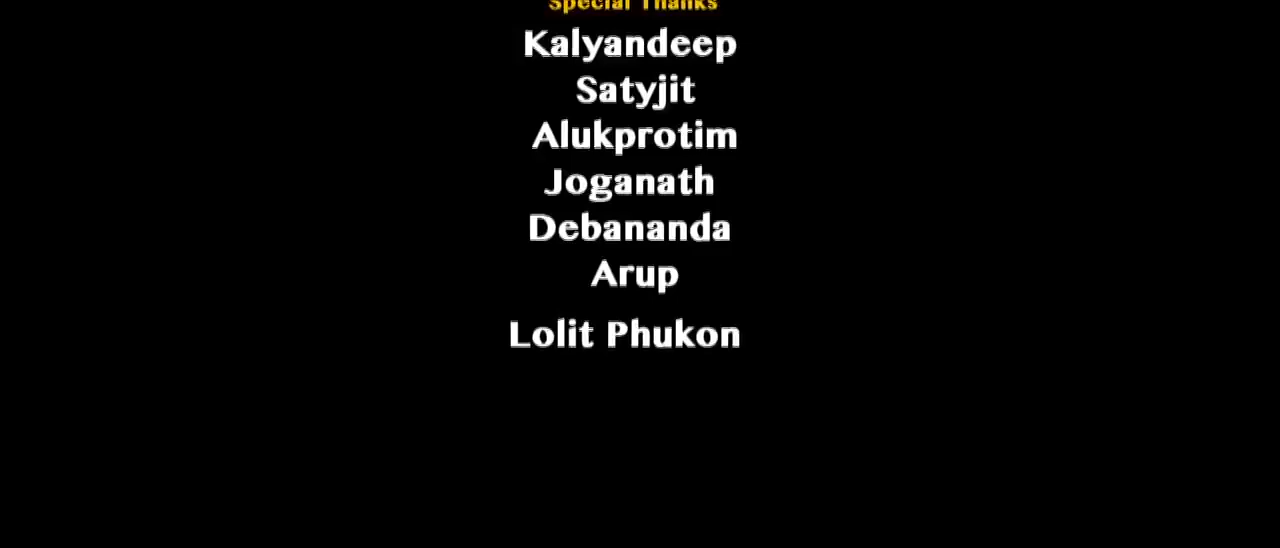 Special Thanks
Kalyandeep
Satyjit
Alukprotim
Joganath
Debananda
Arup
Lolit Phukon